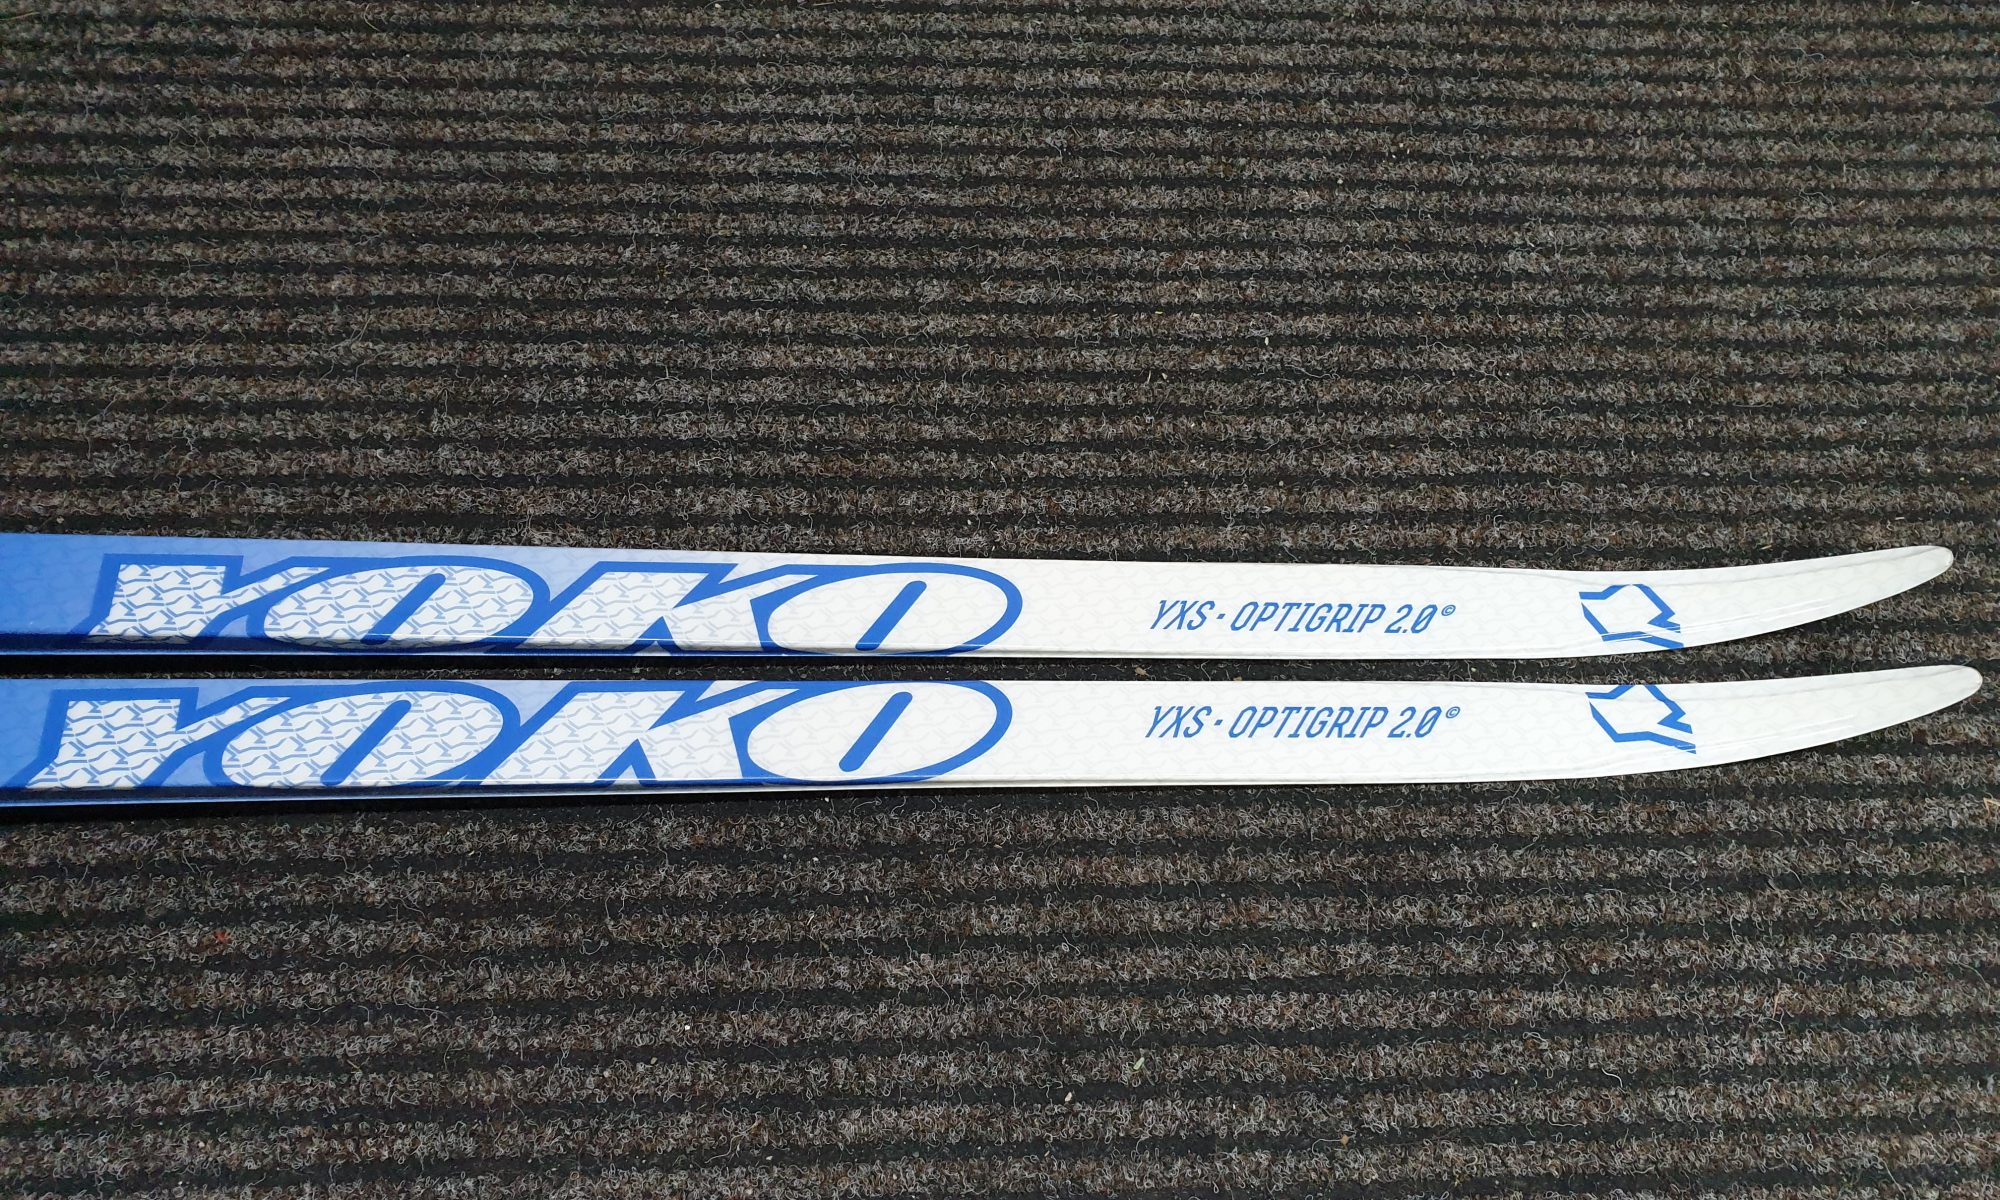 YOKO YXS · OPTIGRIP 2.0©
YOKO YXS · OPTIGRIP 2.0©